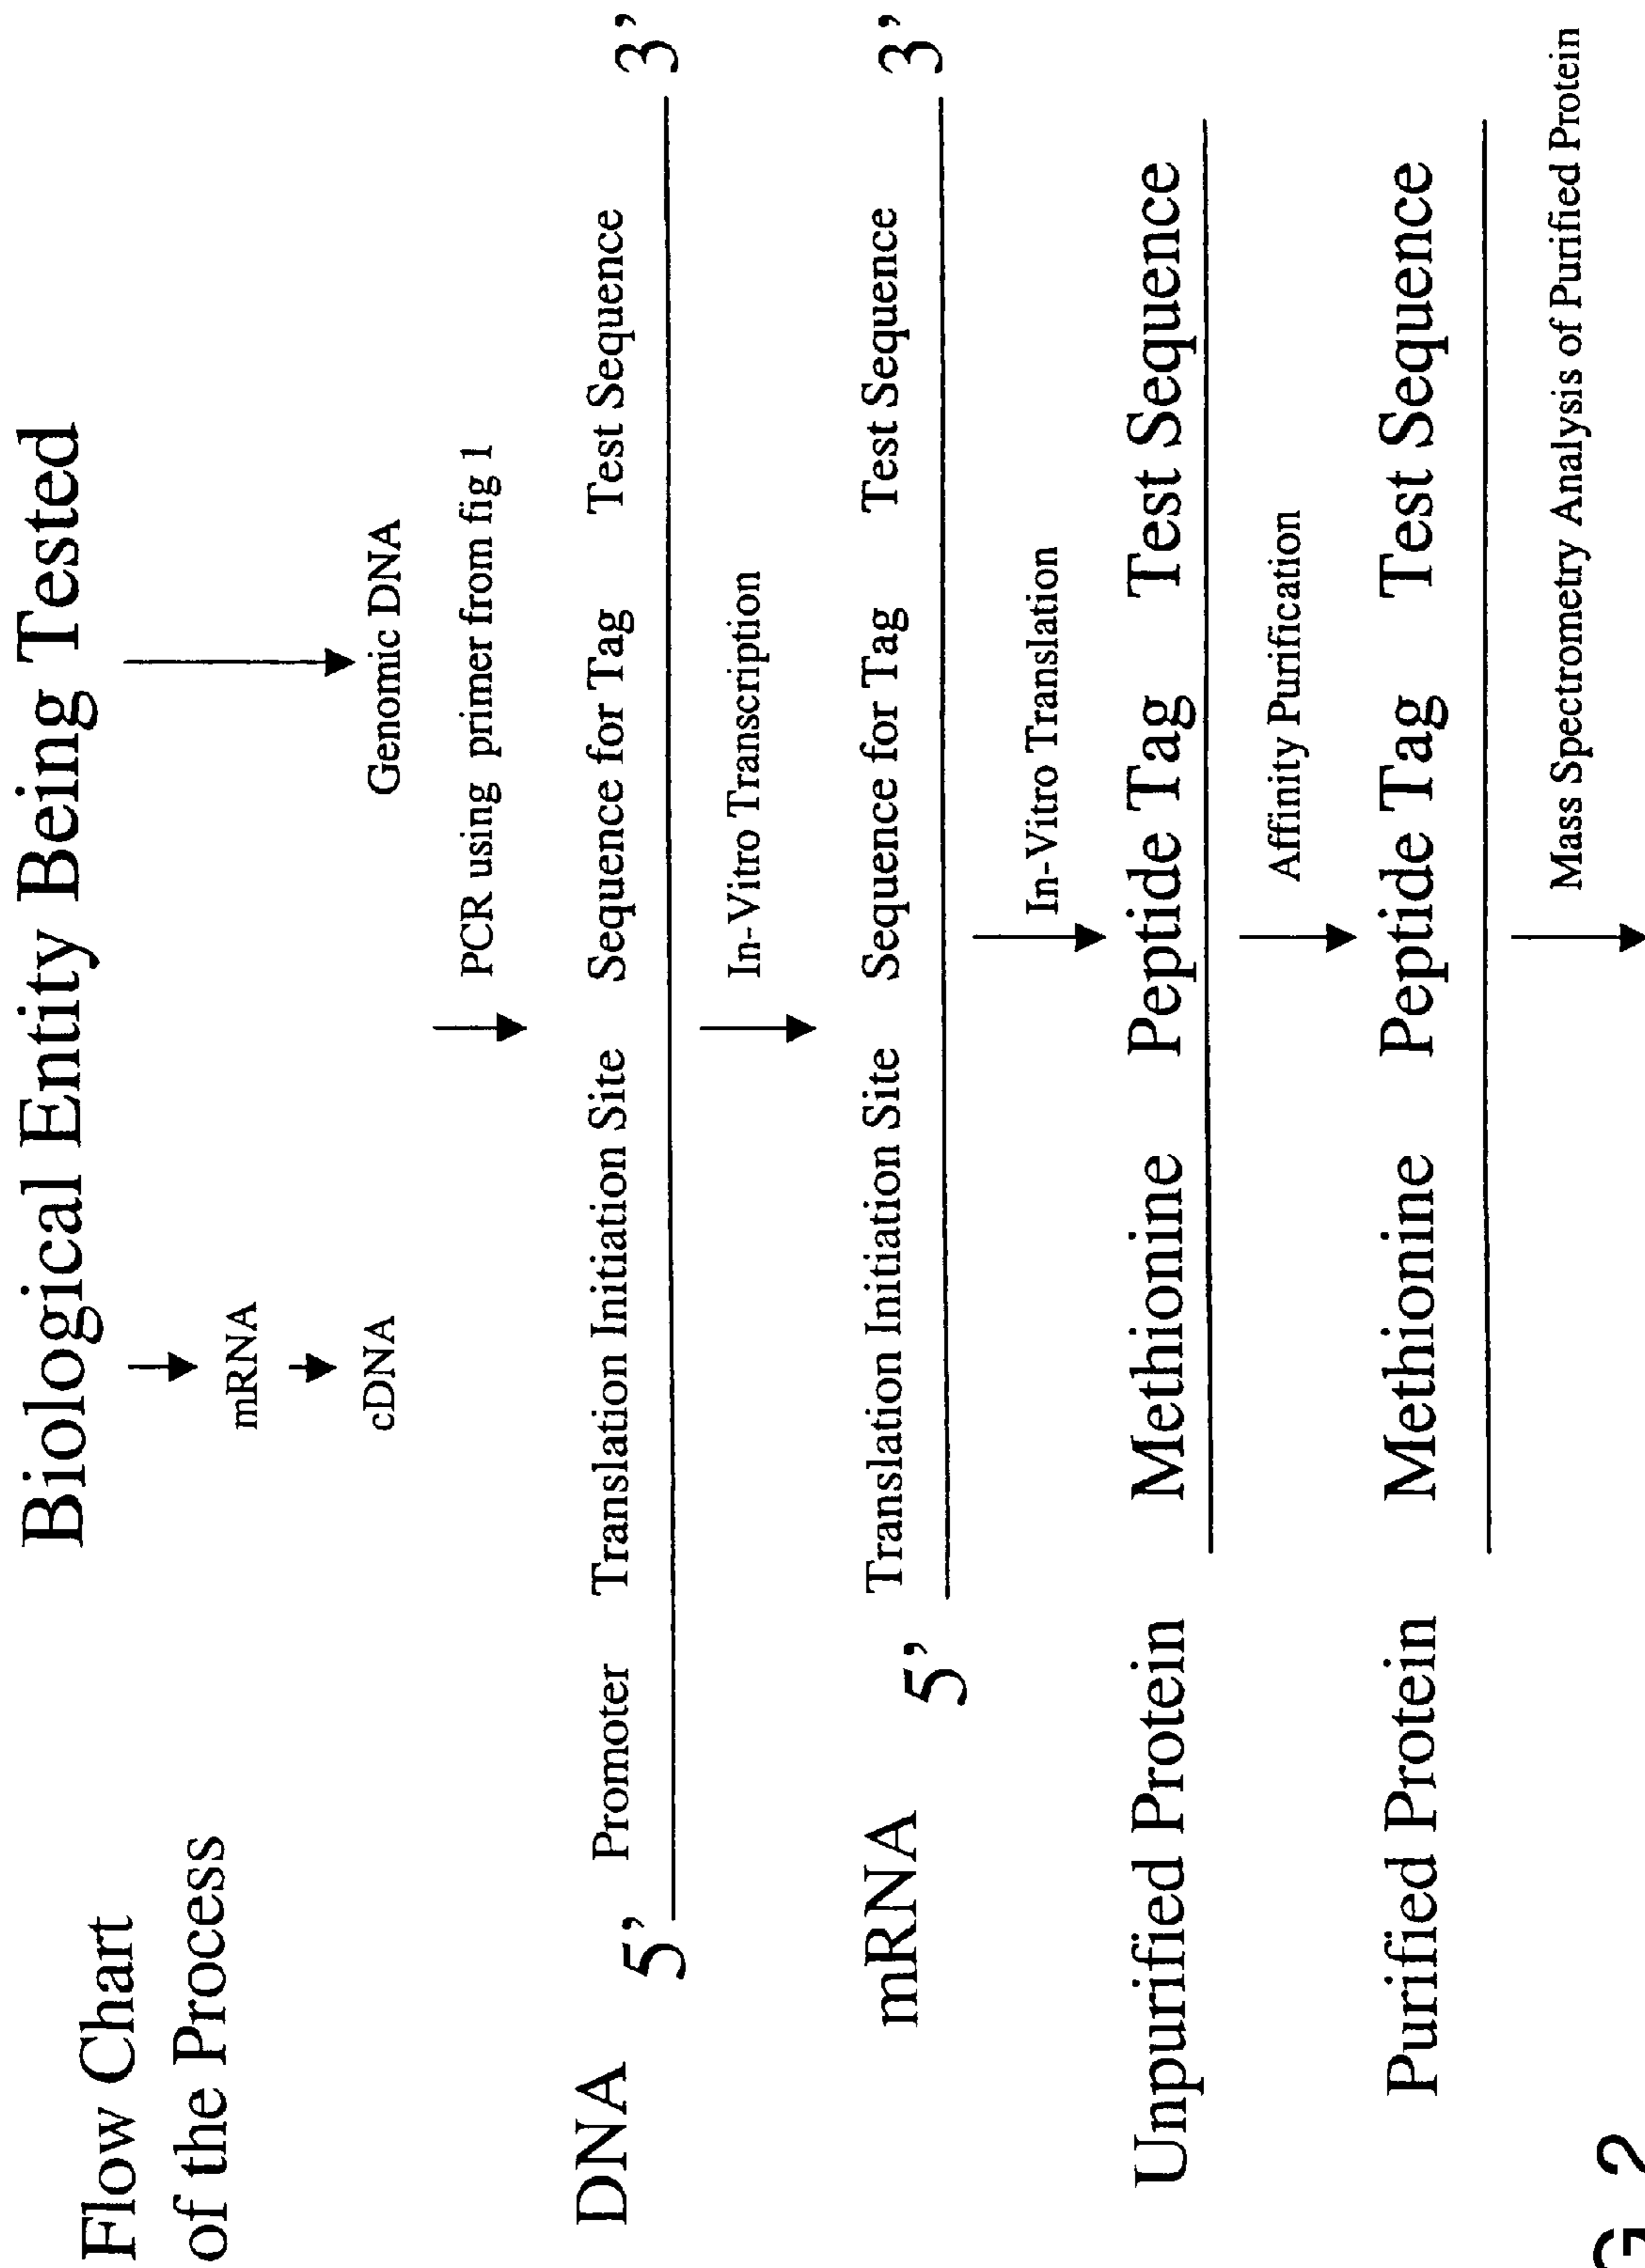 Flow Chart
of the Process
Biological Entity Being Tested
mRNA
cDNA
Genomic DNA
PCR using primer from fig 1
DNA 5' Promoter Translation Initiation Site Sequence for Tag Test Sequence 3'
In-Vitro Transcription
mRNA 5' Translation Initiation Site Sequence for Tag Test Sequence 3'
In-Vitro Translation
Unpurified Protein Methionine Peptide Tag Test Sequence
Affinity Purification
Purified Protein Methionine Peptide Tag Test Sequence
Mass Spectrometry Analysis of Purified Protein
G 2